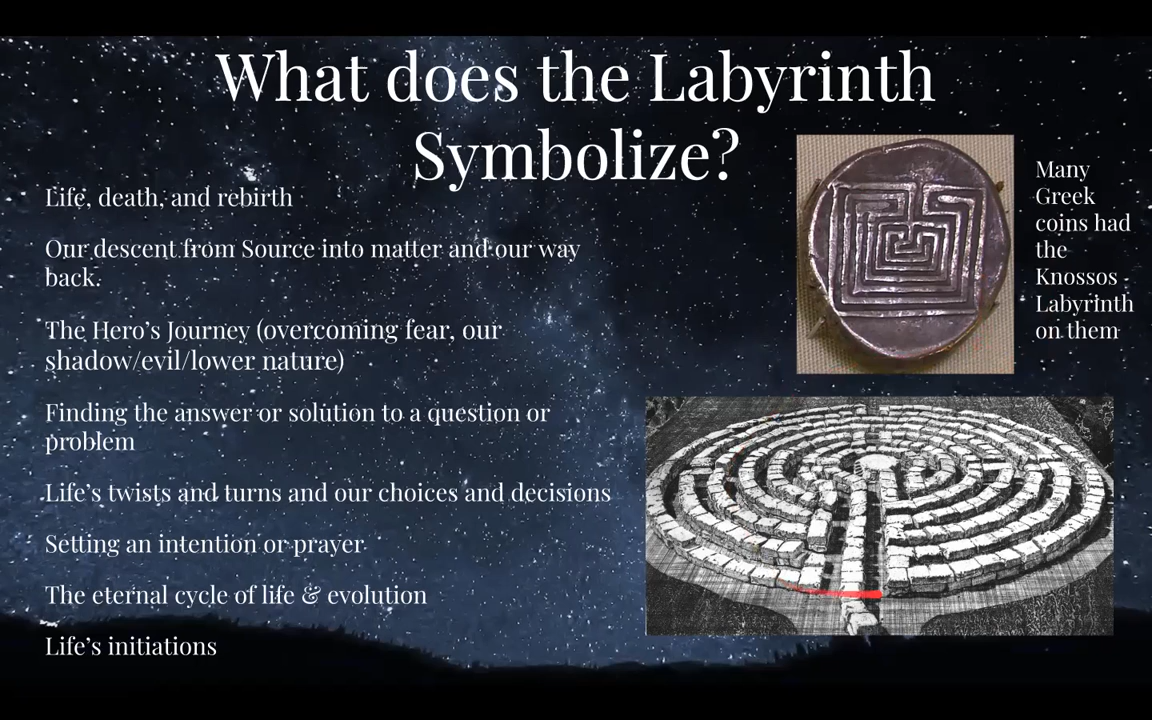 What does the Labyrinth
Symbolize?
Life, death, and rebirth
Our descent from Source into matter and our way
back.
The Hero’s Journey (overcoming fear, our
shadow/evil/lower nature)
Finding the answer or solution to a question or
problem
Life’s twists and turns and our choices and decisions
Setting an intention or prayer
The eternal cycle of life & evolution
Life’s initiations
Many
Greek
coins had
the
Knossos
Labyrinth
on them